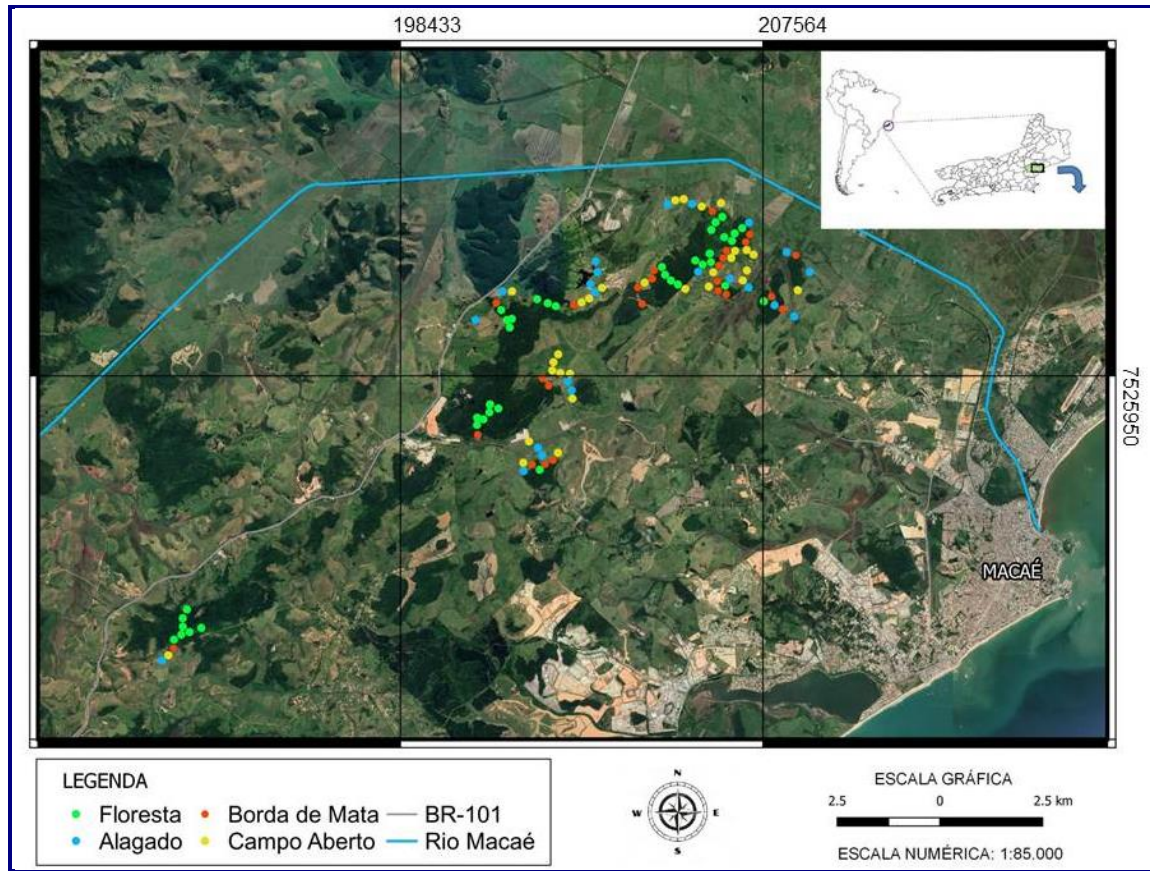 198433
207564
7525950
MACAÉ
LEGENDA
Floresta
Borda de Mata
BR-101
Alagado
Campo Aberto
Rio Macaé
N
W
E
S
ESCALA GRÁFICA
2.5
0
2.5 km
ESCALA NUMÉRICA: 1:85.000